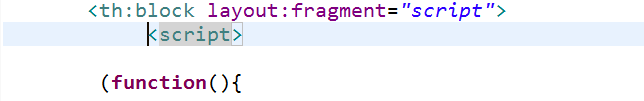 <th:block layout:fragment="script">
<script>
(function(){